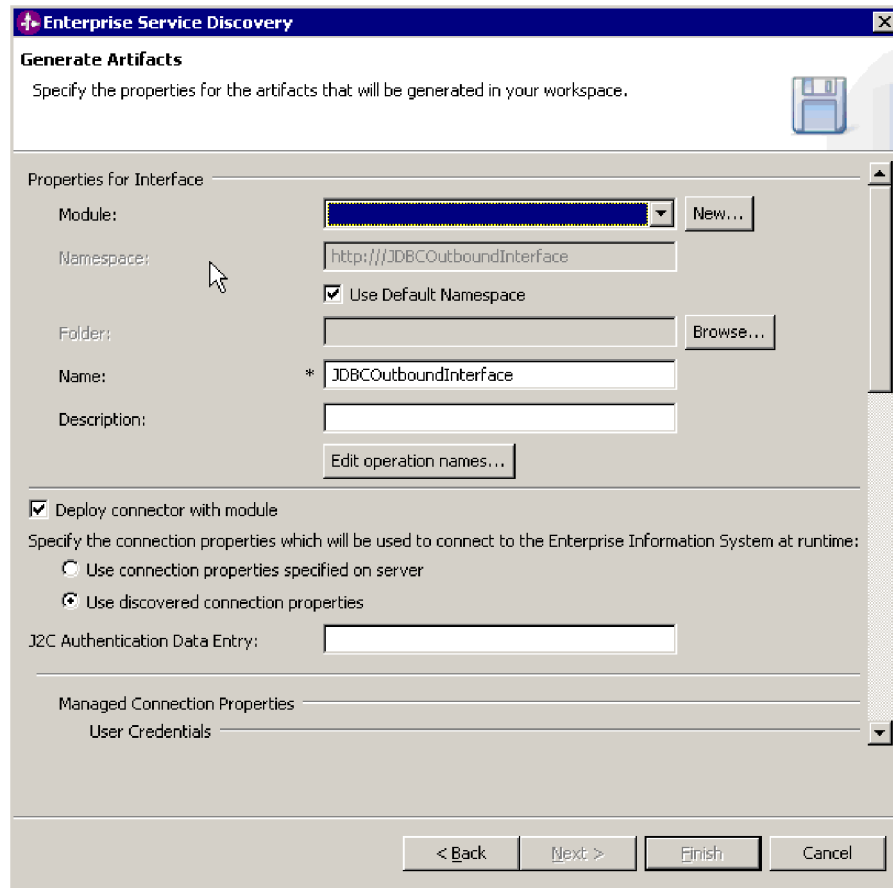 Enterprise Service Discovery
Generate Artifacts
Specify the properties for the artifacts that will be generated in your workspace.
Properties for Interface
Module: New...
Namespace: http:///JDBCOutboundInterface
Use Default Namespace
Folder: Browse...
Name: * JDBCOutboundInterface
Description:
Edit operation names...
Deploy connector with module
Specify the connection properties which will be used to connect to the Enterprise Information System at runtime:
Use connection properties specified on server
Use discovered connection properties
J2C Authentication Data Entry:
Managed Connection Properties
User Credentials
< Back Next > Finish Cancel